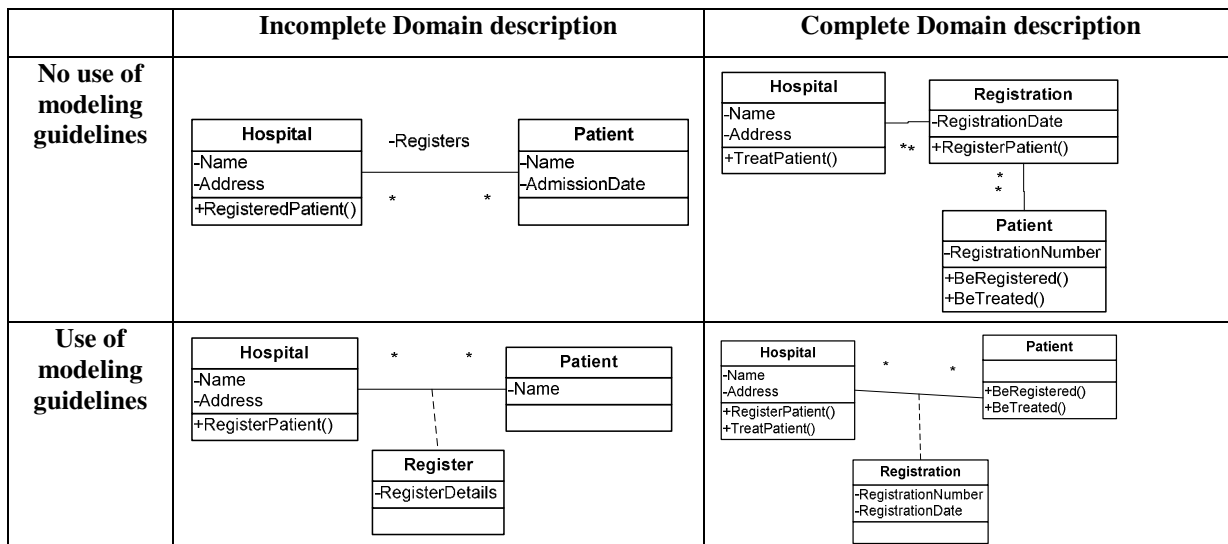 Incomplete Domain description
Complete Domain description
No use of
modeling
guidelines
Hospital
-Name
-Address
+RegisteredPatient()
-Registers
*
*
Patient
-Name
-AdmissionDate
Hospital
-Name
-Address
+TreatPatient()
**
Registration
-RegistrationDate
+RegisterPatient()
*
*
Patient
-RegistrationNumber
+BeRegistered()
+BeTreated()
Use of
modeling
guidelines
Hospital
-Name
-Address
+RegisterPatient()
*
*
Patient
-Name
Register
-RegisterDetails
Hospital
-Name
-Address
+RegisterPatient()
+TreatPatient()
*
*
Patient
+BeRegistered()
+BeTreated()
Registration
-RegistrationNumber
-RegistrationDate